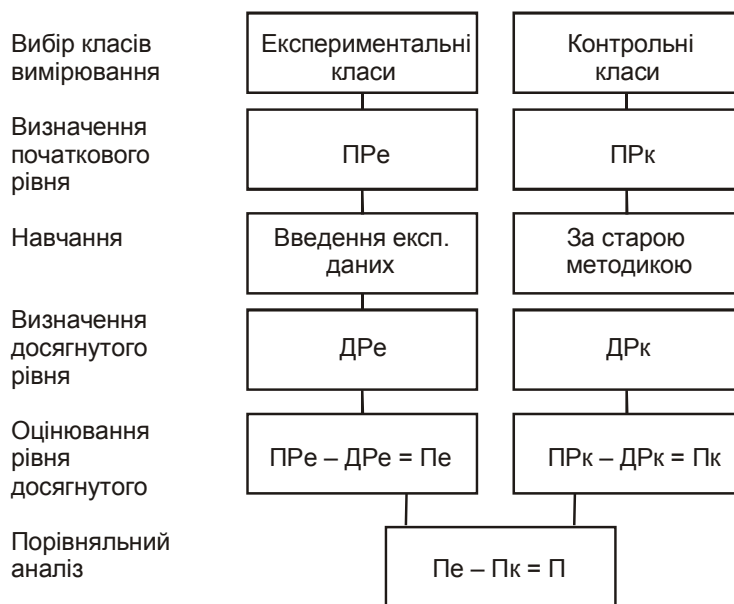 Вибір класів
вимірювання
Експериментальні
класи
Контрольні
класи
Визначення
початкового
рівня
ПРе
ПРк
Навчання
Введення експ.
даних
За старою
методикою
Визначення
досягнутого
рівня
ДРе
ДРк
Оцінювання
рівня
досягнутого
ПРе – ДРе = Пе
ПРк – ДРк = Пк
Порівняльний
аналіз
Пе – Пк = П